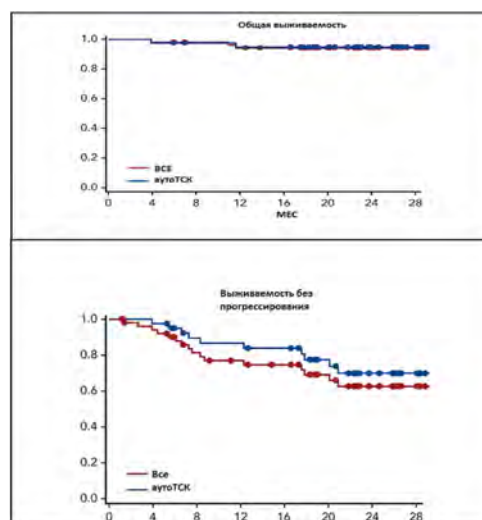 Общая выживаемость
1.0
0.8
0.6
0.4
0.2
0.0
ВСЕ
аутоТСК
0 4 8 12 16 20 24 28
МЕС
Выживаемость без
прогрессирования
1.0
0.8
0.6
0.4
0.2
0.0
Все
аутоТСК
0 4 8 12 16 20 24 28